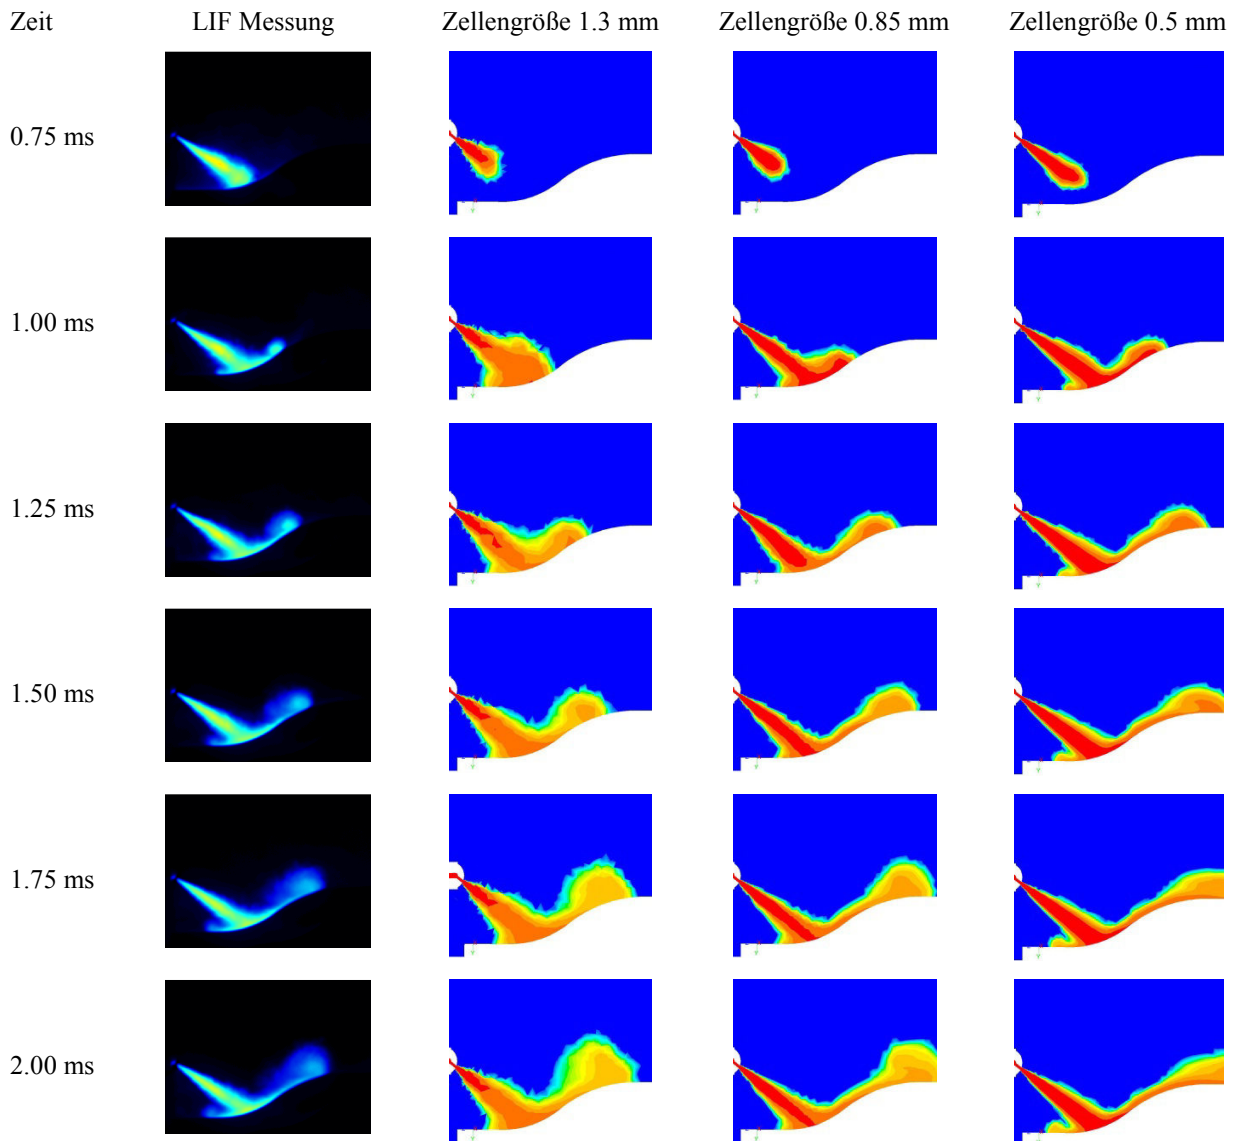 Zeit LIF Messung Zellengröße 1.3 mm Zellengröße 0.85 mm Zellengröße 0.5 mm
0.75 ms
1.00 ms
1.25 ms
1.50 ms
1.75 ms
2.00 ms